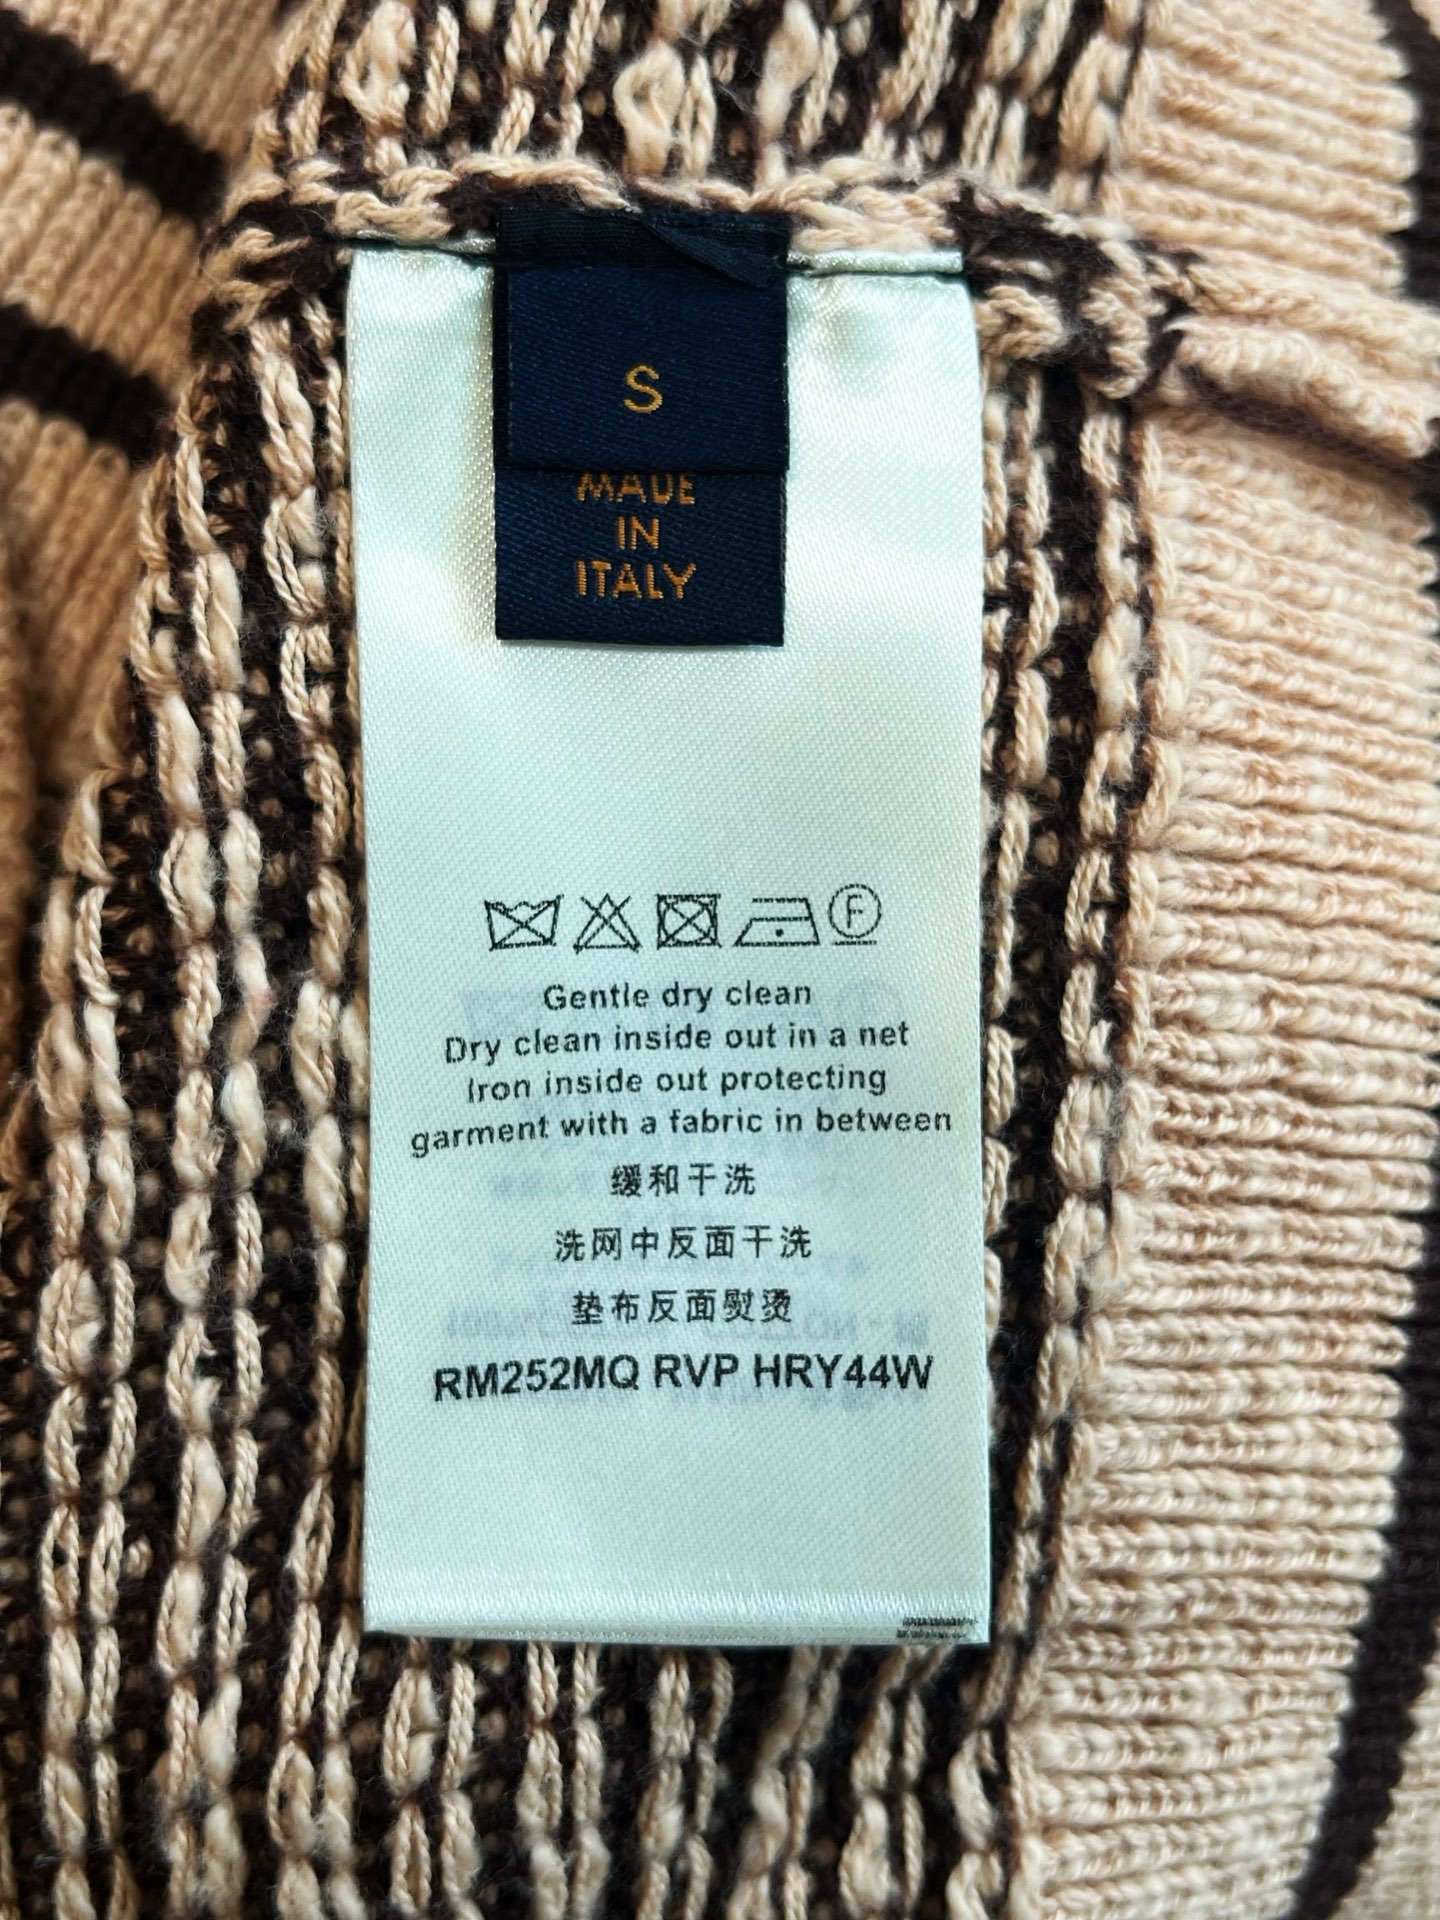 S
MADE
IN
ITALY
F
Gentle dry clean
Dry clean inside out in a net
Iron inside out protecting
garment with a fabric in between
缓和干洗
洗网中反面干洗
垫布反面熨烫
RM252MQ RVP HRY44W